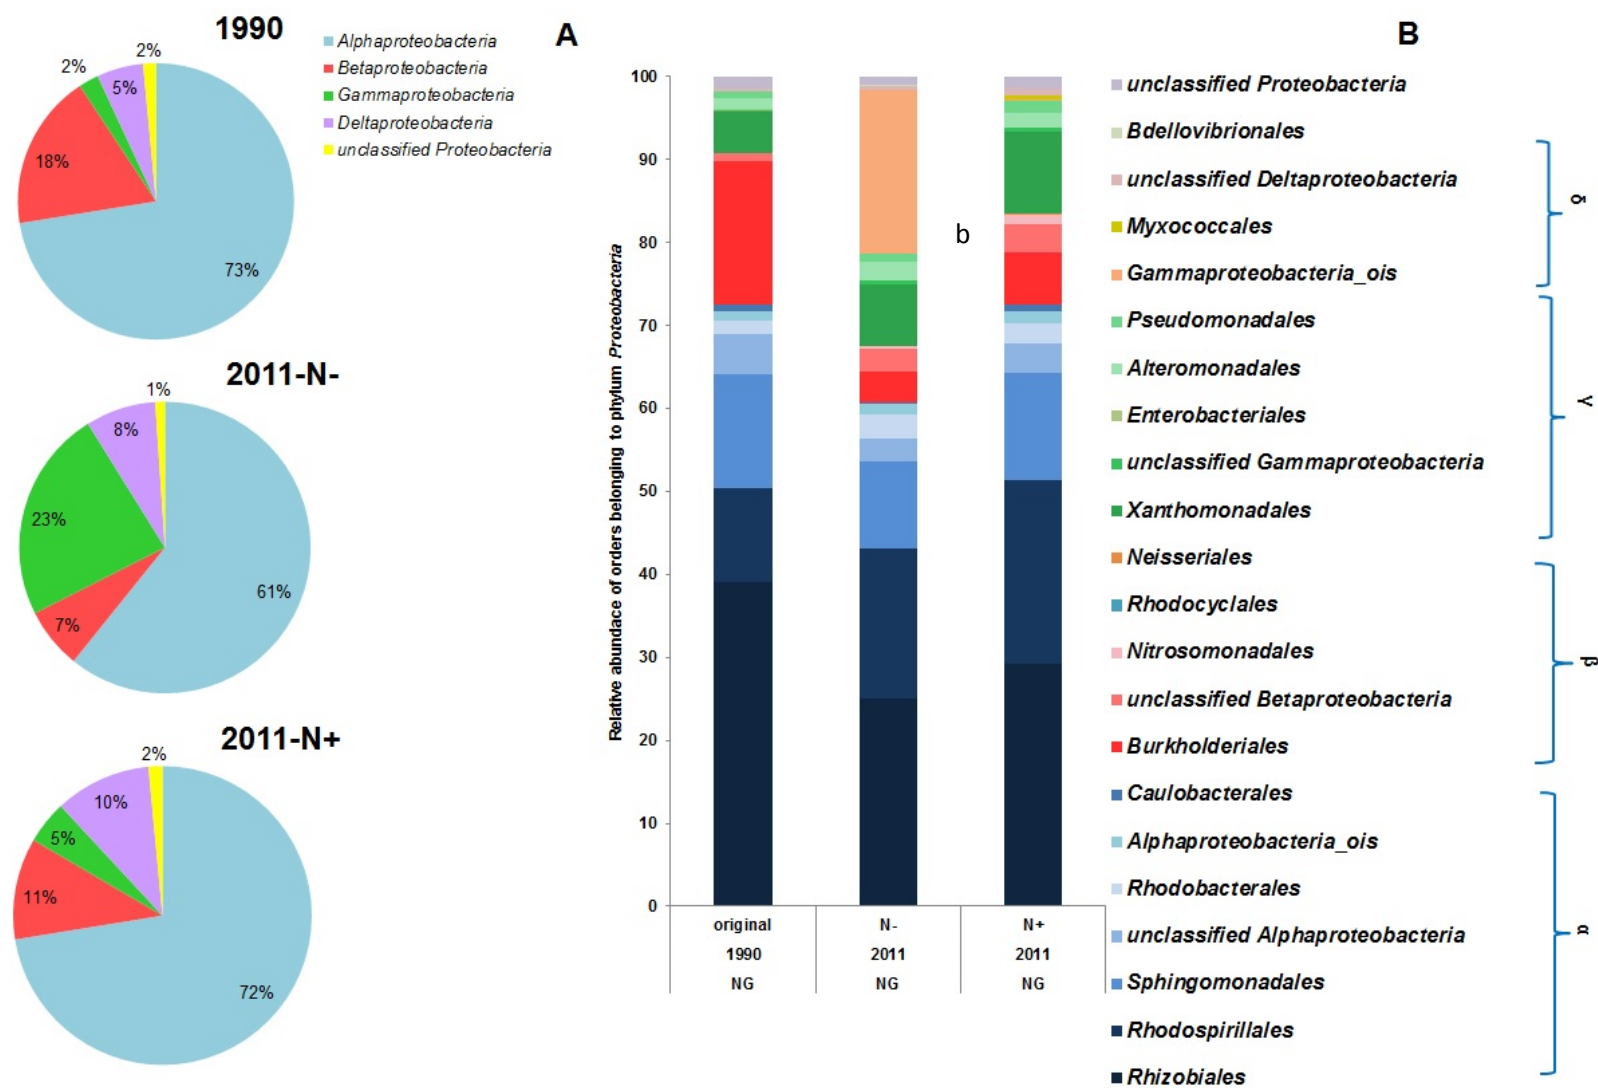 1990
Alphaproteobacteria
Betaproteobacteria
Gammaproteobacteria
Deltaproteobacteria
unclassified Proteobacteria
2%
2%
5%
18%
73%
2011-N-
1%
8%
23%
61%
7%
2011-N+
2%
10%
5%
11%
72%
A
B
Relative abundace of orders belonging to phylum Proteobacteria
100
90
80
70
60
50
40
30
20
10
0
b
original
1990
NG
N-
2011
NG
N+
2011
NG
unclassified Proteobacteria
Bdellovibrionales
unclassified Deltaproteobacteria
Myxococcales
Gammaproteobacteria_ois
Pseudomonadales
Alteromonadales
Enterobacteriales
unclassified Gammaproteobacteria
Xanthomonadales
Neisseriales
Rhodocyclales
Nitrosomonadales
unclassified Betaproteobacteria
Burkholderiales
Caulobacterales
Alphaproteobacteria_ois
Rhodobacterales
unclassified Alphaproteobacteria
Sphingomonadales
Rhodospirillales
Rhizobiales
δ
γ
β
α